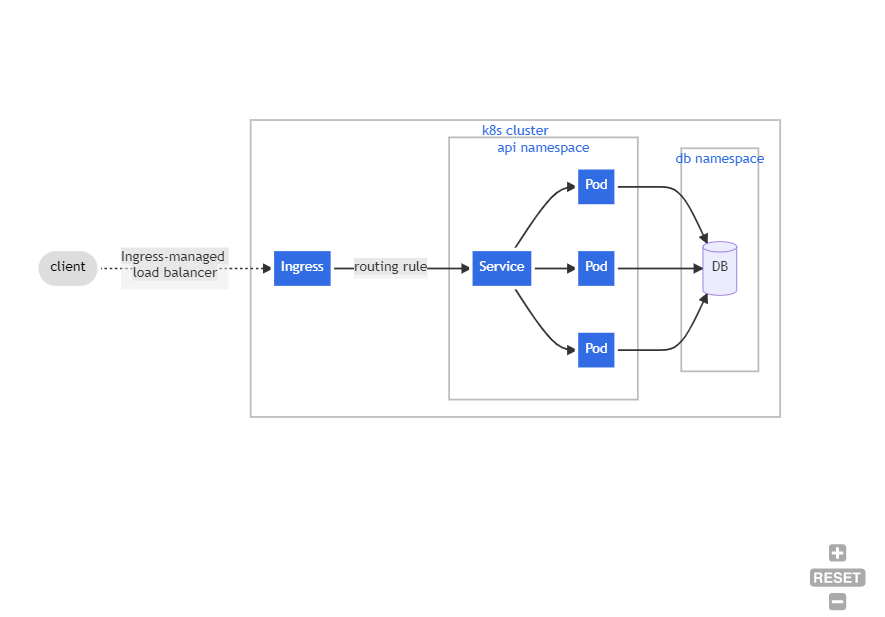 k8s cluster
api namespace
db namespace
Pod
client
Ingress-managed
load balancer
Ingress
routing rule
Service
Pod
DB
Pod
RESET